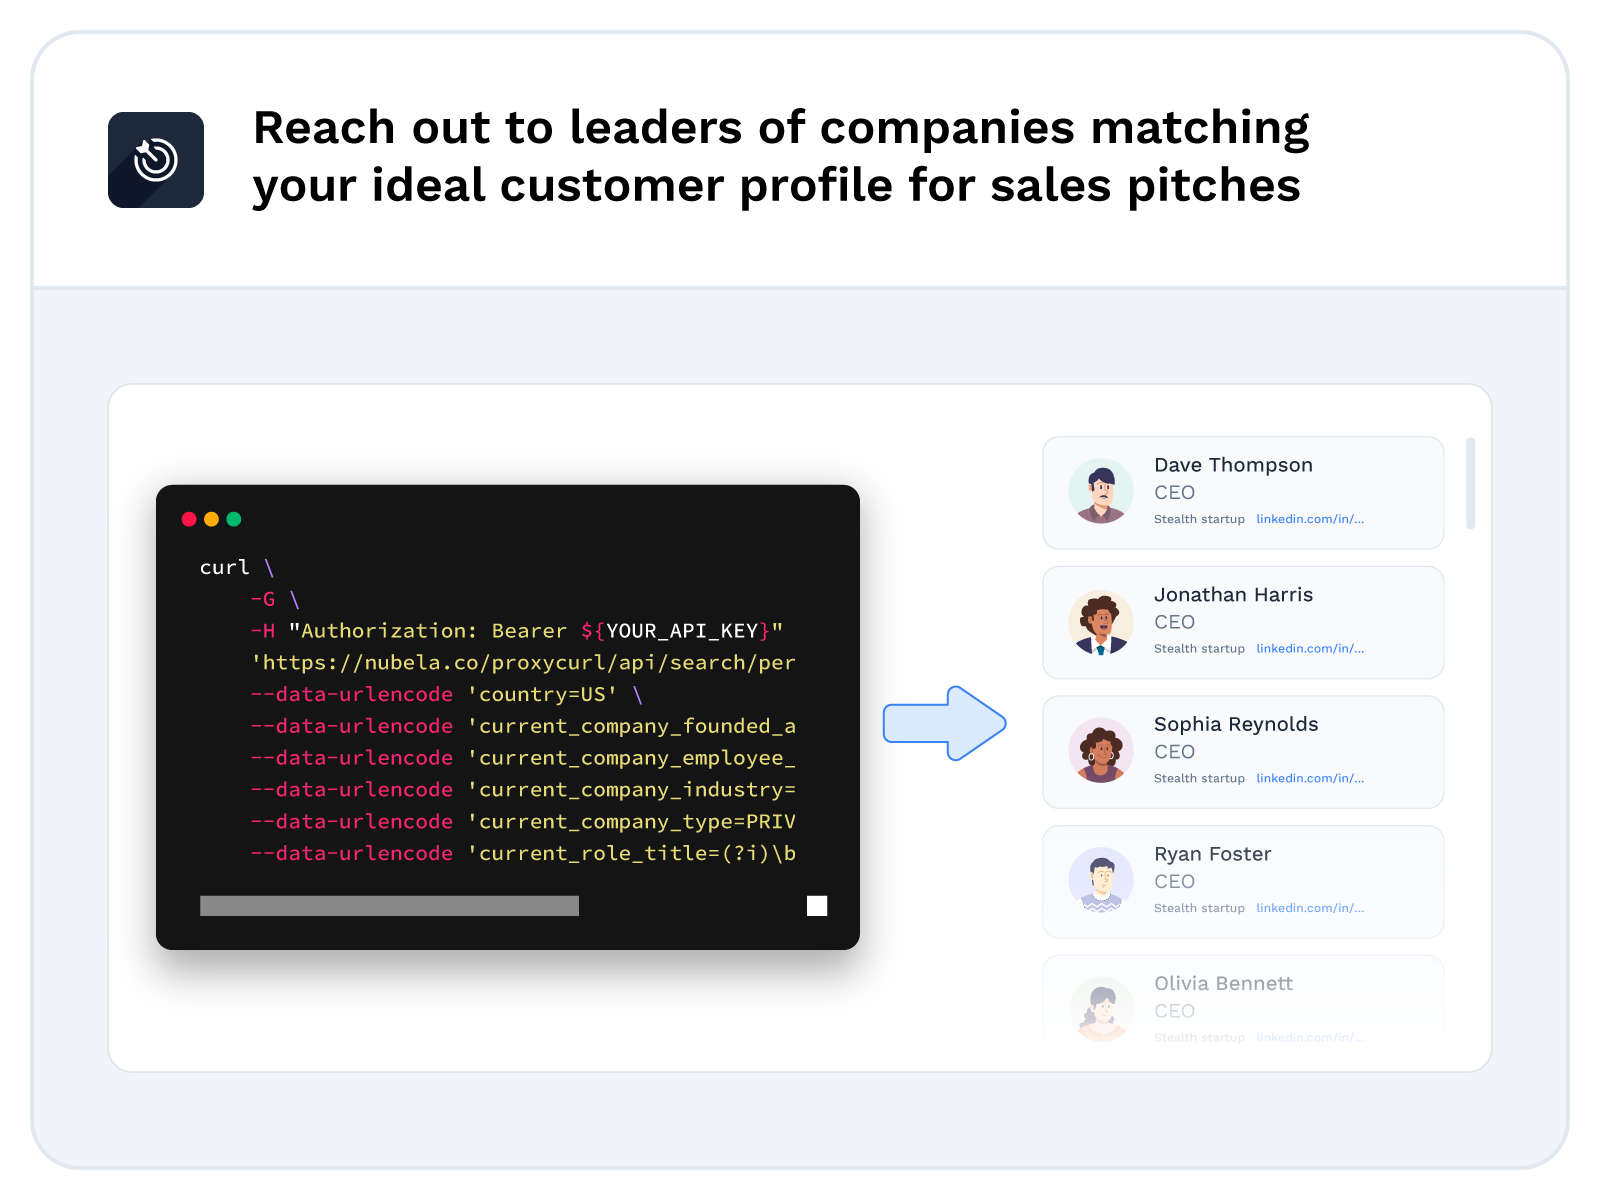 Reach out to leaders of companies matching
your ideal customer profile for sales pitches
curl \
-G \
-H "Authorization: Bearer ${YOUR_API_KEY}"
'https://nubela.co/proxycurl/api/search/per
--data-urlencode 'country=US' \
--data-urlencode 'current_company_founded_a
--data-urlencode 'current_company_employee_
--data-urlencode 'current_company_industry=
--data-urlencode 'current_company_type=PRIV
--data-urlencode 'current_role_title=(?i)\b
Dave Thompson
CEO
Stealth startup linkedin.com/in/...
Jonathan Harris
CEO
Stealth startup linkedin.com/in/...
Sophia Reynolds
CEO
Stealth startup linkedin.com/in/...
Ryan Foster
CEO
Stealth startup linkedin.com/in/...
Olivia Bennett
CEO
Stealth startup linkedin.com/in/...